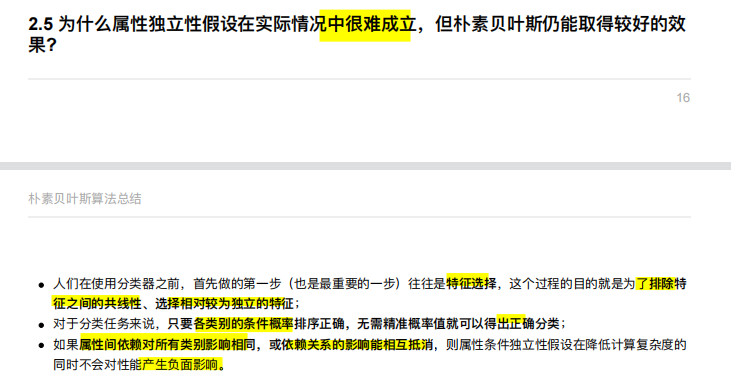 2.5 为什么属性独立性假设在实际情况中很难成立，但朴素贝叶斯仍能取得较好的效
果?
16
朴素贝叶斯算法总结
● 人们在使用分类器之前，首先做的第一步（也是最重要的一步）往往是特征选择，这个过程的目的就是为了排除特
征之间的共线性、选择相对较为独立的特征；
● 对于分类任务来说，只要各类别的条件概率排序正确，无需精准概率值就可以得出正确分类；
● 如果属性间依赖对所有类别影响相同，或依赖关系的影响能相互抵消，则属性条件独立性假设在降低计算复杂度的
同时不会对性能产生负面影响。